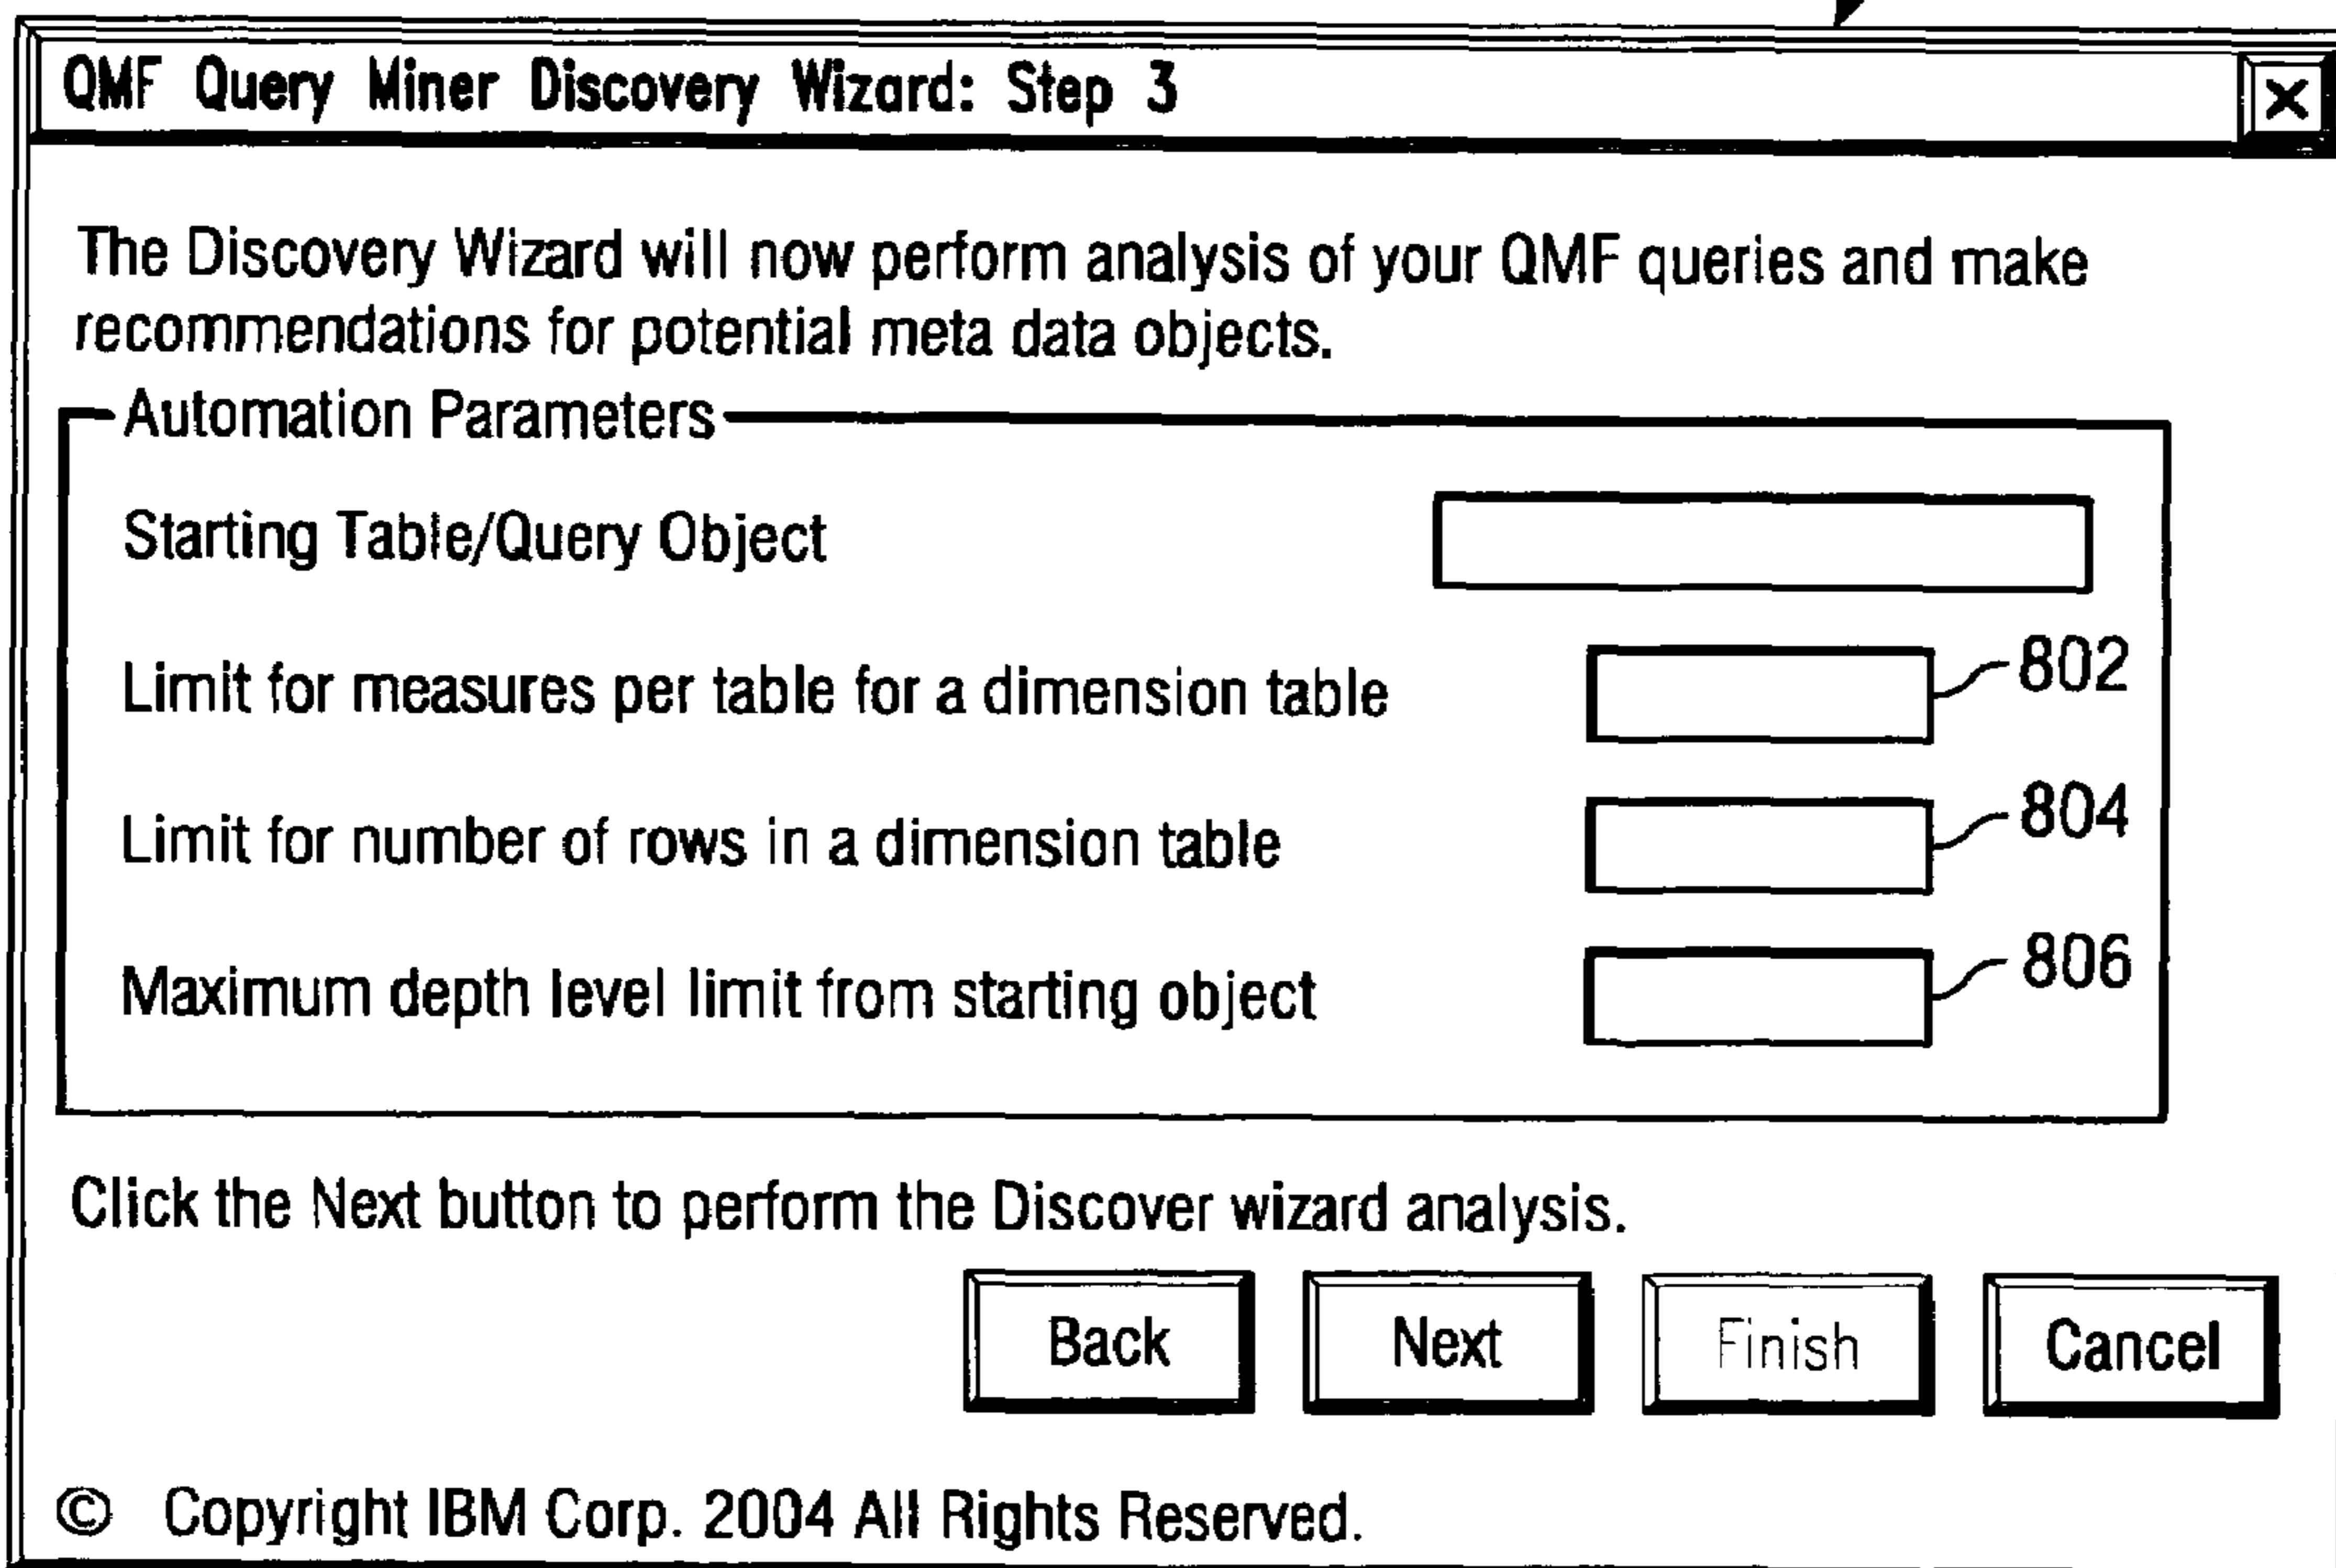 QMF Query Miner Discovery Wizard: Step 3
X
The Discovery Wizard will now perform analysis of your QMF queries and make
recommendations for potential meta data objects.
Automation Parameters
Starting Table/Query Object
Limit for measures per table for a dimension table 802
Limit for number of rows in a dimension table 804
Maximum depth level limit from starting object 806
Click the Next button to perform the Discover wizard analysis.
Back Next Finish Cancel
© Copyright IBM Corp. 2004 All Rights Reserved.